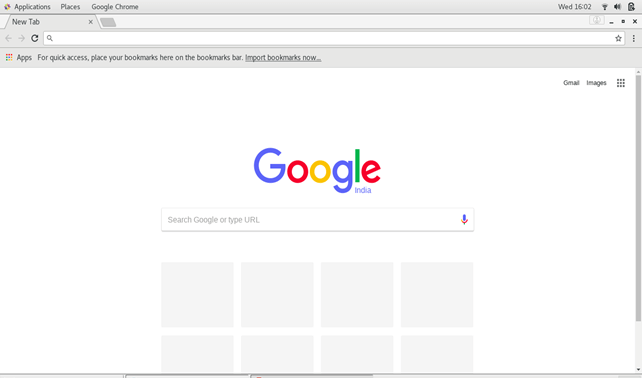 Applications Places Google Chrome Wed 16:02
New Tab
Apps For quick access, place your bookmarks here on the bookmarks bar. Import bookmarks now...
Gmail Images
Google
India
Search Google or type URL